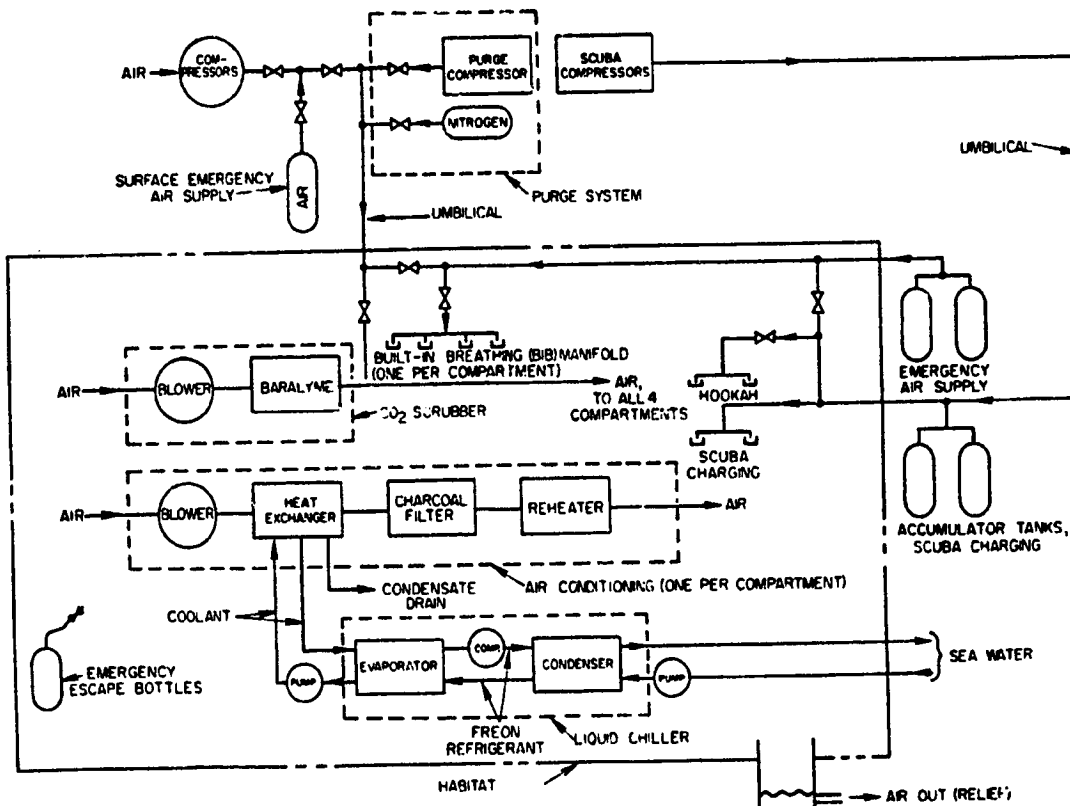 AIR
COM-
PRESSORS
PURGE
COMPRESSOR
SCUBA
COMPRESSORS
NITROGEN
UMBILICAL
SURFACE EMERGENCY
AIR SUPPLY
AIR
PURGE SYSTEM
UMBILICAL
BUILT-IN BREATHING (BIB) MANIFOLD
(ONE PER COMPARTMENT)
EMERGENCY
AIR SUPPLY
AIR
BLOWER
BARALYME
AIR,
TO ALL 4
COMPARTMENTS
HOOKAH
CO2 SCRUBBER
SCUBA
CHARGING
AIR
BLOWER
HEAT
EXCHANGER
CHARCOAL
FILTER
REHEATER
AIR
ACCUMULATOR TANKS,
SCUBA CHARGING
CONDENSATE
DRAIN
AIR CONDITIONING (ONE PER COMPARTMENT)
COOLANT
EVAPORATOR
COMP.
CONDENSER
SEA WATER
EMERGENCY
ESCAPE BOTTLES
PUMP
PUMP
FREON
REFRIGERANT
LIQUID CHILLER
HABITAT
AIR OUT (RELIEF)